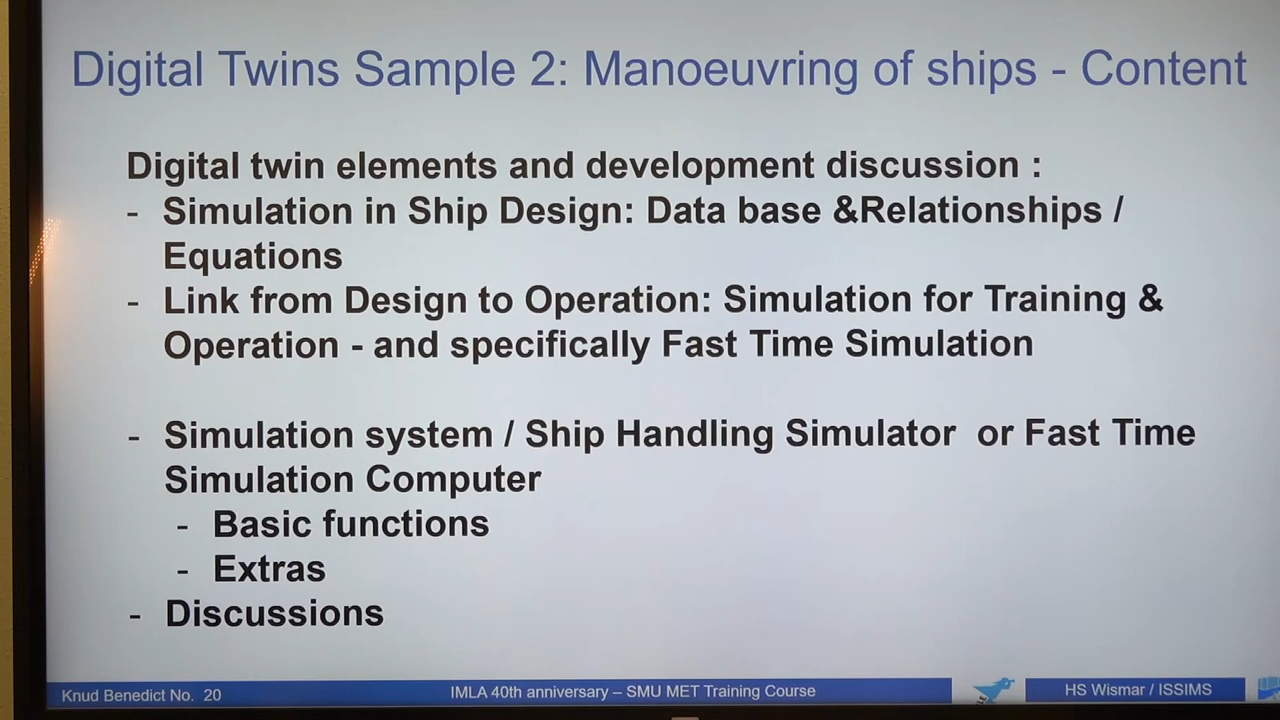 Digital Twins Sample 2: Manoeuvring of ships - Content
Digital twin elements and development discussion :
- Simulation in Ship Design: Data base &Relationships /
Equations
- Link from Design to Operation: Simulation for Training &
Operation - and specifically Fast Time Simulation
- Simulation system / Ship Handling Simulator or Fast Time
Simulation Computer
- Basic functions
- Extras
- Discussions
Knud Benedict No. 20
IMLA 40th anniversary – SMU MET Training Course
HS Wismar / ISSIMS